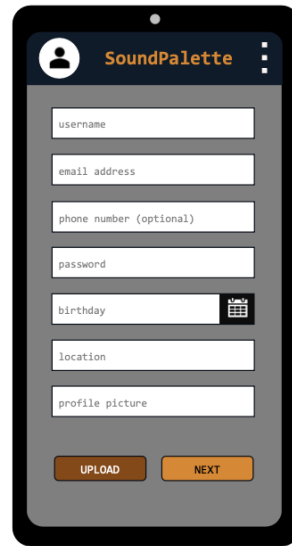 SoundPalette
username
email address
phone number (optional)
password
birthday
location
profile picture
UPLOAD NEXT